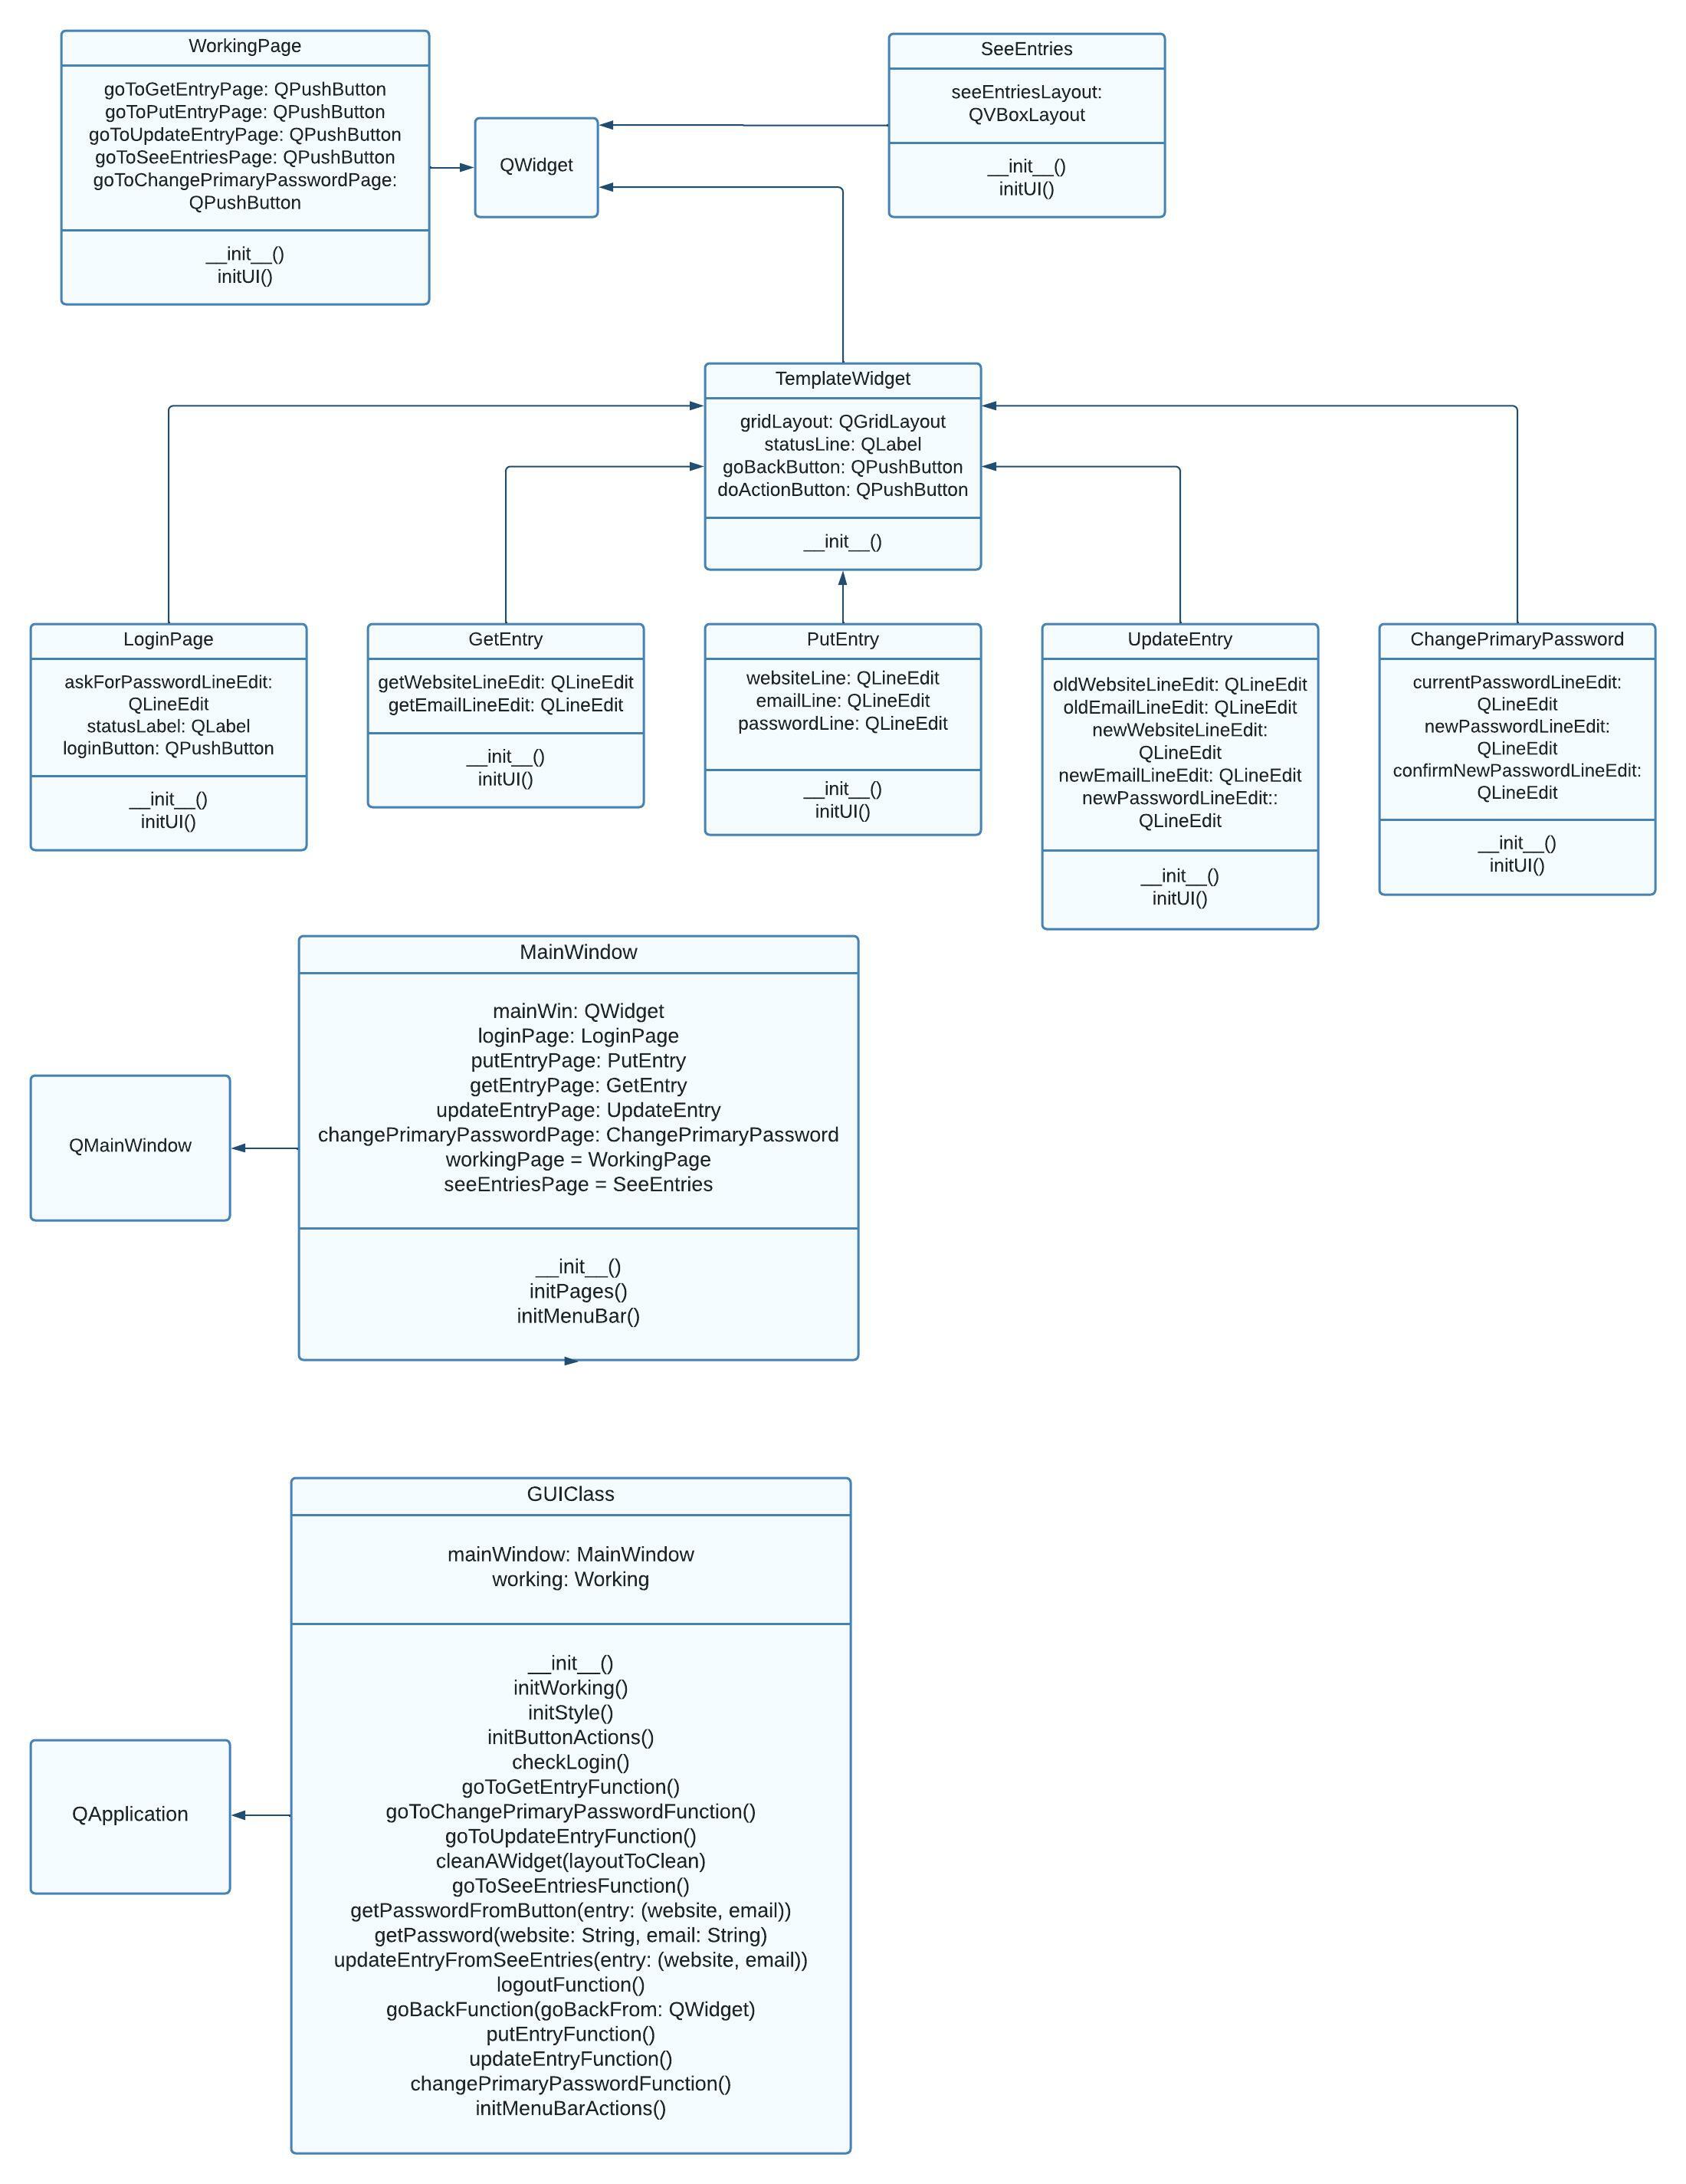 WorkingPage
goToGetEntryPage: QPushButton
goToPutEntryPage: QPushButton
goToUpdateEntryPage: QPushButton
goToSeeEntriesPage: QPushButton
goToChangePrimaryPasswordPage:
QPushButton
__init__()
initUI()
QWidget
SeeEntries
seeEntriesLayout:
QVBoxLayout
__init__()
initUI()
TemplateWidget
gridLayout: QGridLayout
statusLine: QLabel
goBackButton: QPushButton
doActionButton: QPushButton
__init__()
LoginPage
askForPasswordLineEdit:
QLineEdit
statusLabel: QLabel
loginButton: QPushButton
__init__()
initUI()
GetEntry
getWebsiteLineEdit: QLineEdit
getEmailLineEdit: QLineEdit
__init__()
initUI()
PutEntry
websiteLine: QLineEdit
emailLine: QLineEdit
passwordLine: QLineEdit
__init__()
initUI()
UpdateEntry
oldWebsiteLineEdit: QLineEdit
oldEmailLineEdit: QLineEdit
newWebsiteLineEdit:
QLineEdit
newEmailLineEdit: QLineEdit
newPasswordLineEdit::
QLineEdit
__init__()
initUI()
ChangePrimaryPassword
currentPasswordLineEdit:
QLineEdit
newPasswordLineEdit:
QLineEdit
confirmNewPasswordLineEdit:
QLineEdit
__init__()
initUI()
MainWindow
mainWin: QWidget
loginPage: LoginPage
putEntryPage: PutEntry
getEntryPage: GetEntry
updateEntryPage: UpdateEntry
changePrimaryPasswordPage: ChangePrimaryPassword
workingPage = WorkingPage
seeEntriesPage = SeeEntries
__init__()
initPages()
initMenuBar()
QMainWindow
GUIClass
mainWindow: MainWindow
working: Working
__init__()
initWorking()
initStyle()
initButtonActions()
checkLogin()
goToGetEntryFunction()
goToChangePrimaryPasswordFunction()
goToUpdateEntryFunction()
cleanAWidget(layoutToClean)
goToSeeEntriesFunction()
getPasswordFromButton(entry: (website, email))
getPassword(website: String, email: String)
updateEntryFromSeeEntries(entry: (website, email))
logoutFunction()
goBackFunction(goBackFrom: QWidget)
putEntryFunction()
updateEntryFunction()
changePrimaryPasswordFunction()
initMenuBarActions()
QApplication